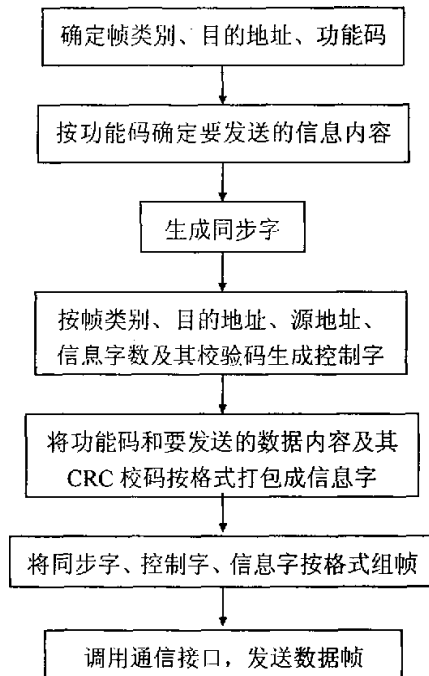 确定帧类别、目的地址、功能码
按功能码确定要发送的信息内容
生成同步字
按帧类别、目的地址、源地址、
信息字数及其校验码生成控制字
将功能码和要发送的数据内容及其
CRC 校码按格式打包成信息字
将同步字、控制字、信息字按格式组帧
调用通信接口，发送数据帧